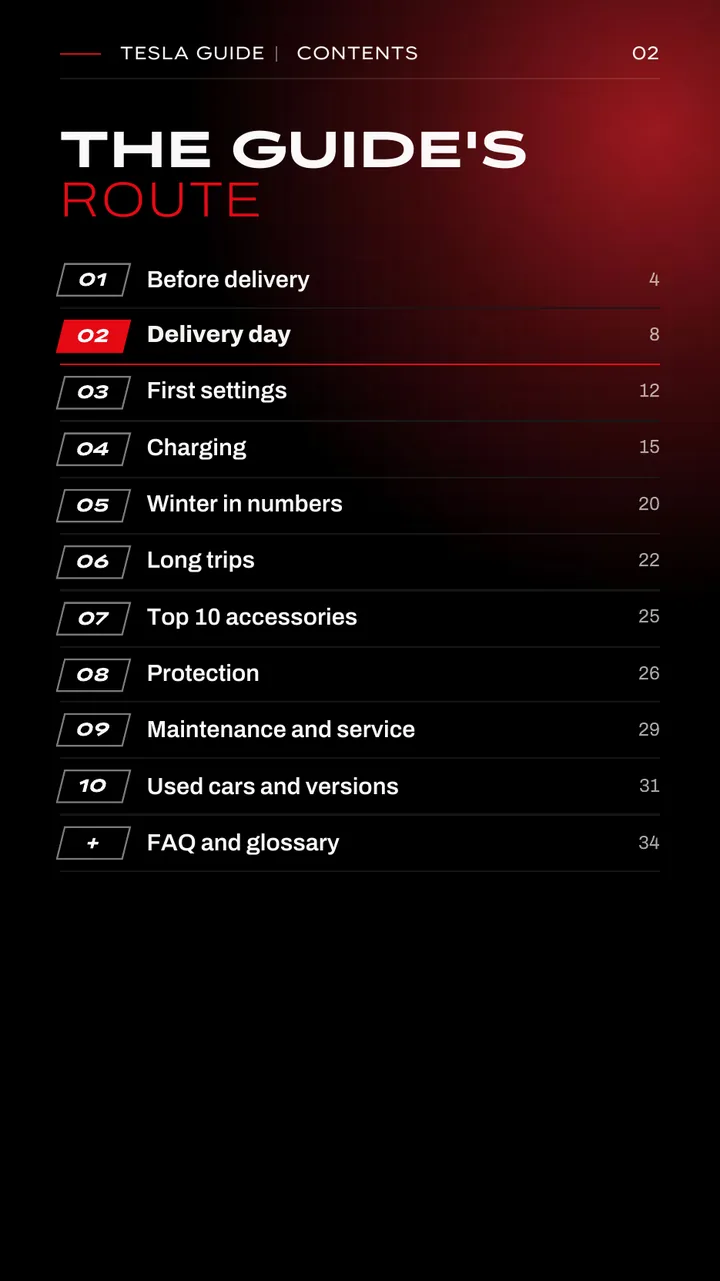 TESLA GUIDE | CONTENTS 02
THE GUIDE'S
ROUTE
01 Before delivery 4
02 Delivery day 8
03 First settings 12
04 Charging 15
05 Winter in numbers 20
06 Long trips 22
07 Top 10 accessories 25
08 Protection 26
09 Maintenance and service 29
10 Used cars and versions 31
+ FAQ and glossary 34